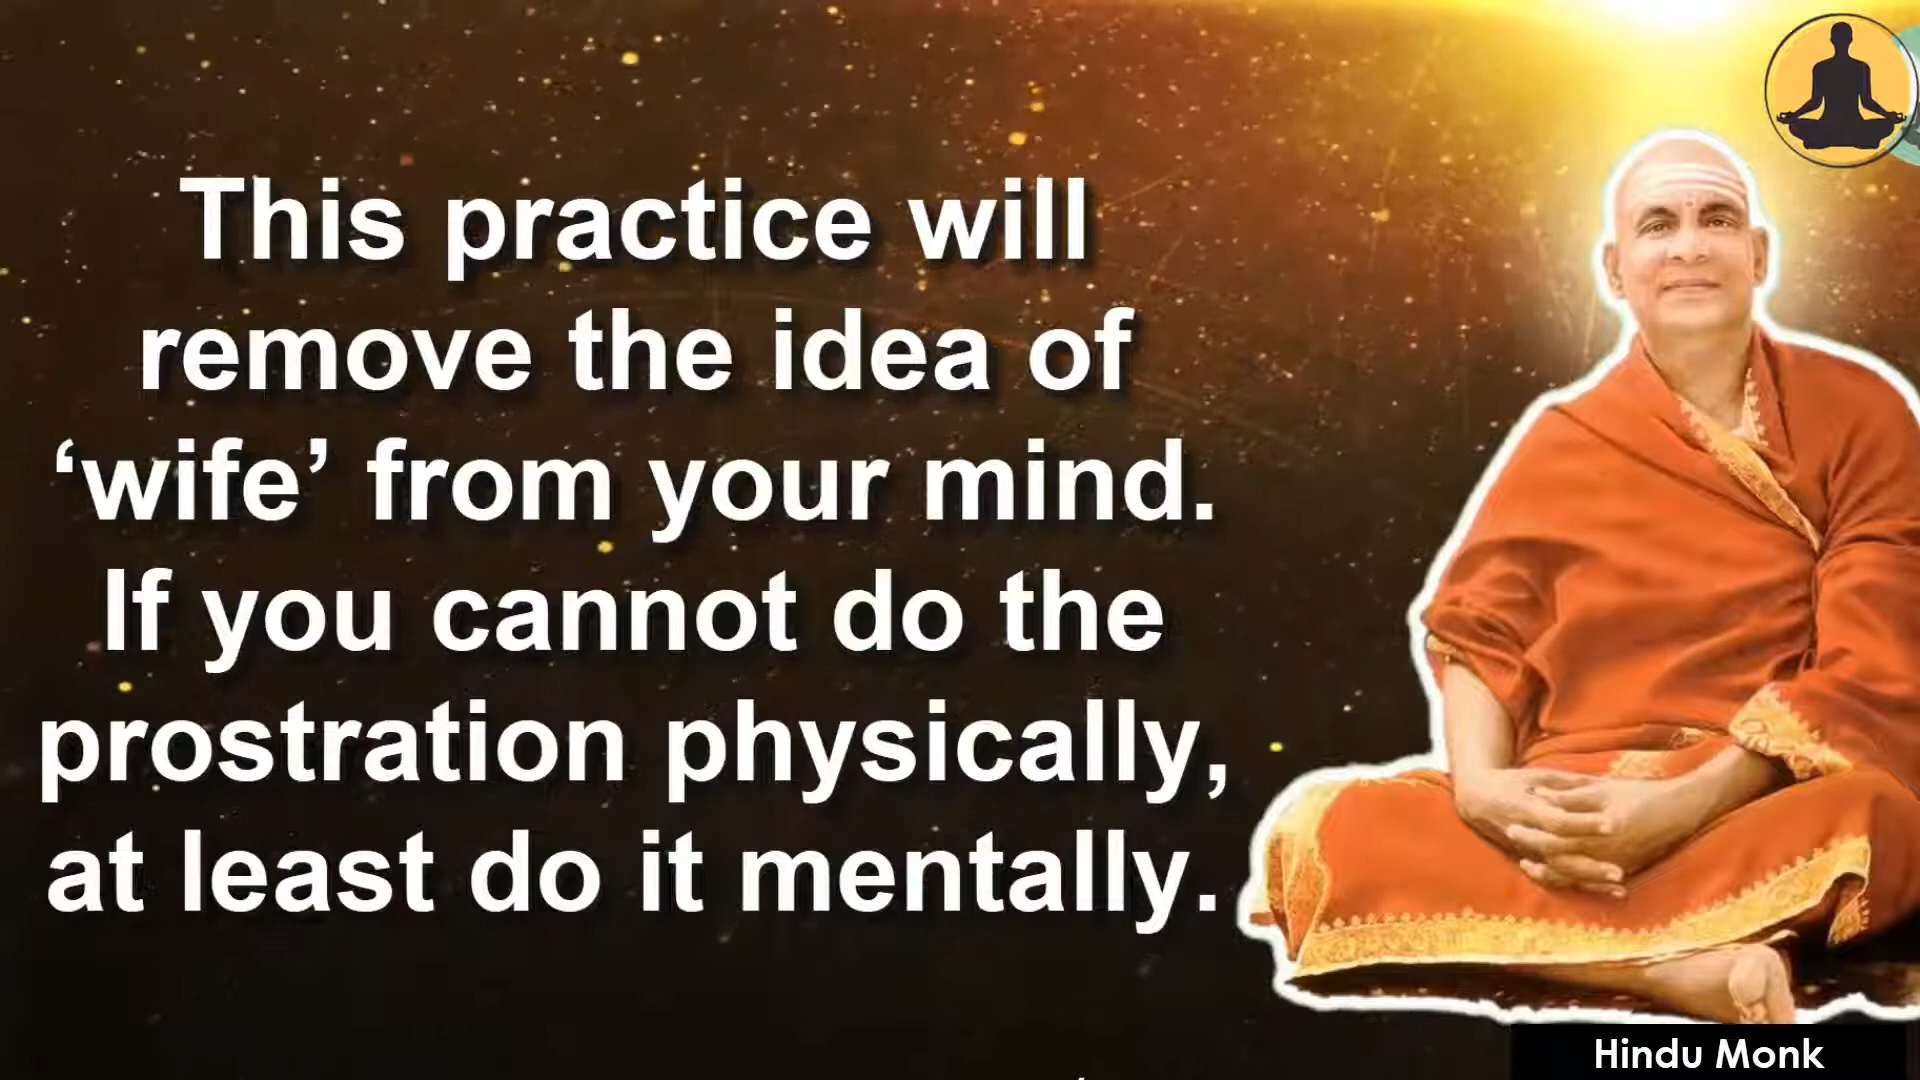 This practice will
remove the idea of
‘wife’ from your mind.
If you cannot do the
prostration physically,
at least do it mentally.
Hindu Monk